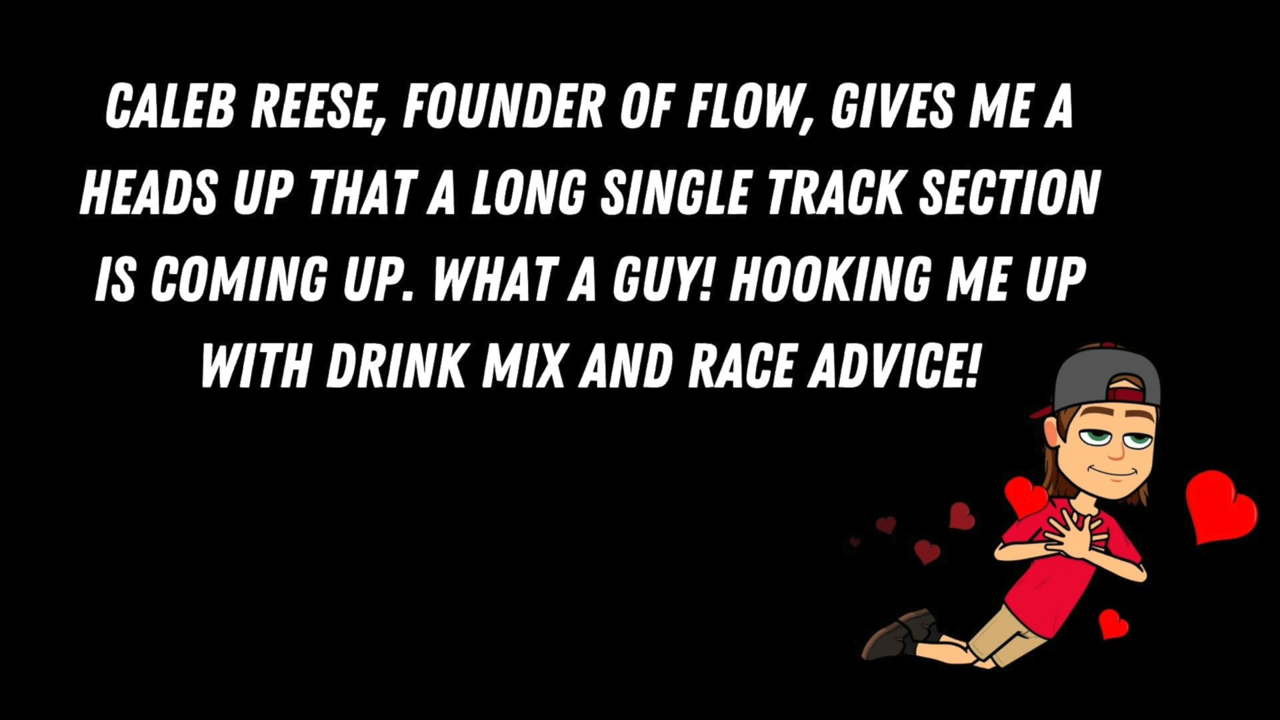 CALEB REESE, FOUNDER OF FLOW, GIVES ME A
HEADS UP THAT A LONG SINGLE TRACK SECTION
IS COMING UP. WHAT A GUY! HOOKING ME UP
WITH DRINK MIX AND RACE ADVICE!